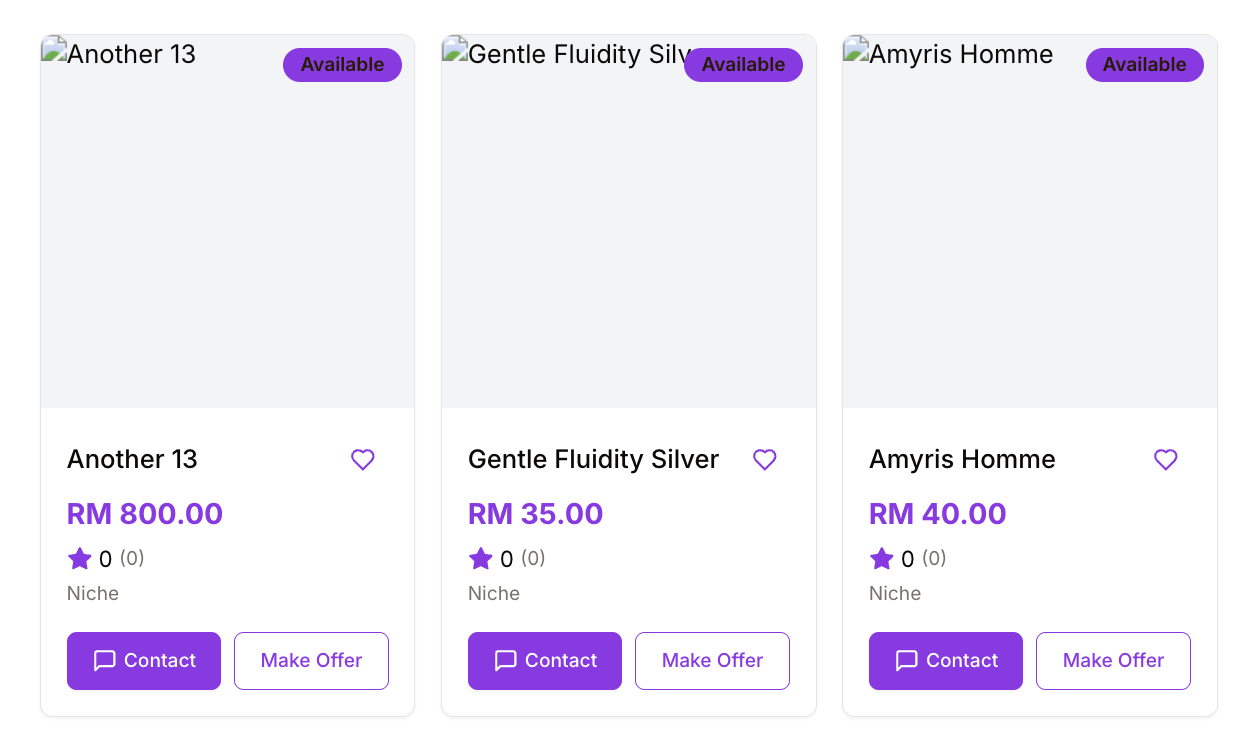 Another 13
Available
Gentle Fluidity Silv
Available
Amyris Homme
Available
Another 13
RM 800.00
0 (0)
Niche
Contact
Make Offer
Gentle Fluidity Silver
RM 35.00
0 (0)
Niche
Contact
Make Offer
Amyris Homme
RM 40.00
0 (0)
Niche
Contact
Make Offer